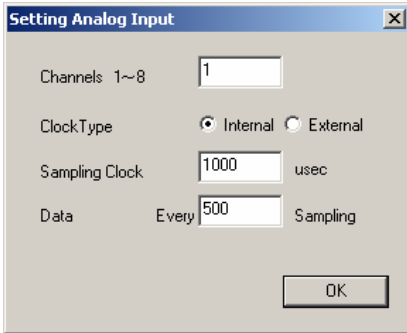 Setting Analog Input
Channels 1~8 1
ClockType Internal External
Sampling Clock 1000 usec
Data Every 500 Sampling
OK